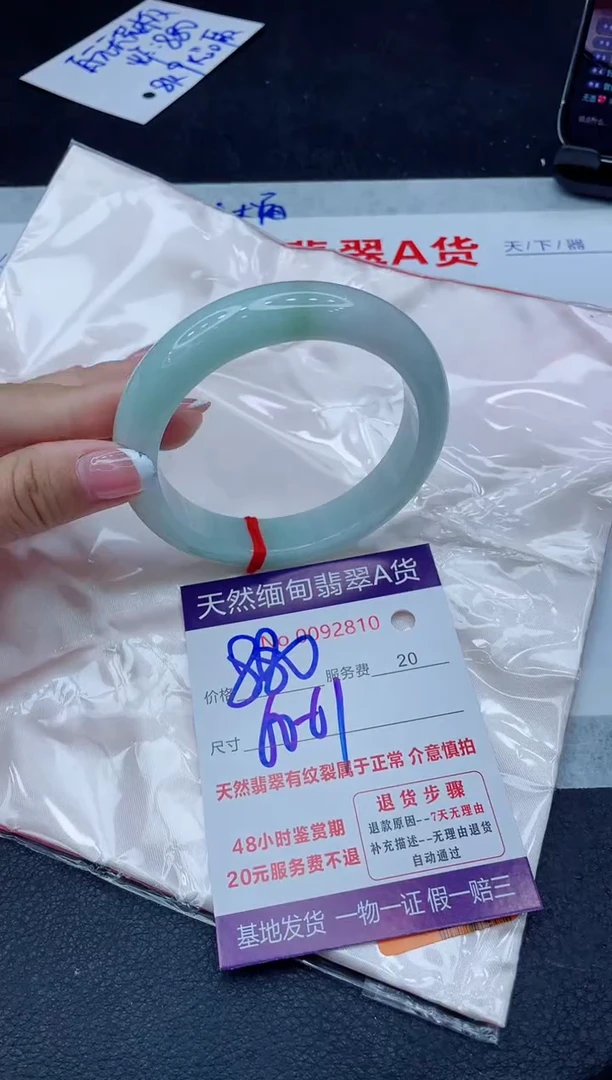 880
翡翠A货
天/下/器
天然缅甸翡翠A货
No.0092810
价格 880 服务费 20
尺寸 60-61
天然翡翠有纹裂属于正常 介意慎拍
48小时鉴赏期
20元服务费不退
退货步骤
退款原因--7天无理由
补充描述--无理由退货
自动通过
基地发货 一物一证 假一赔三